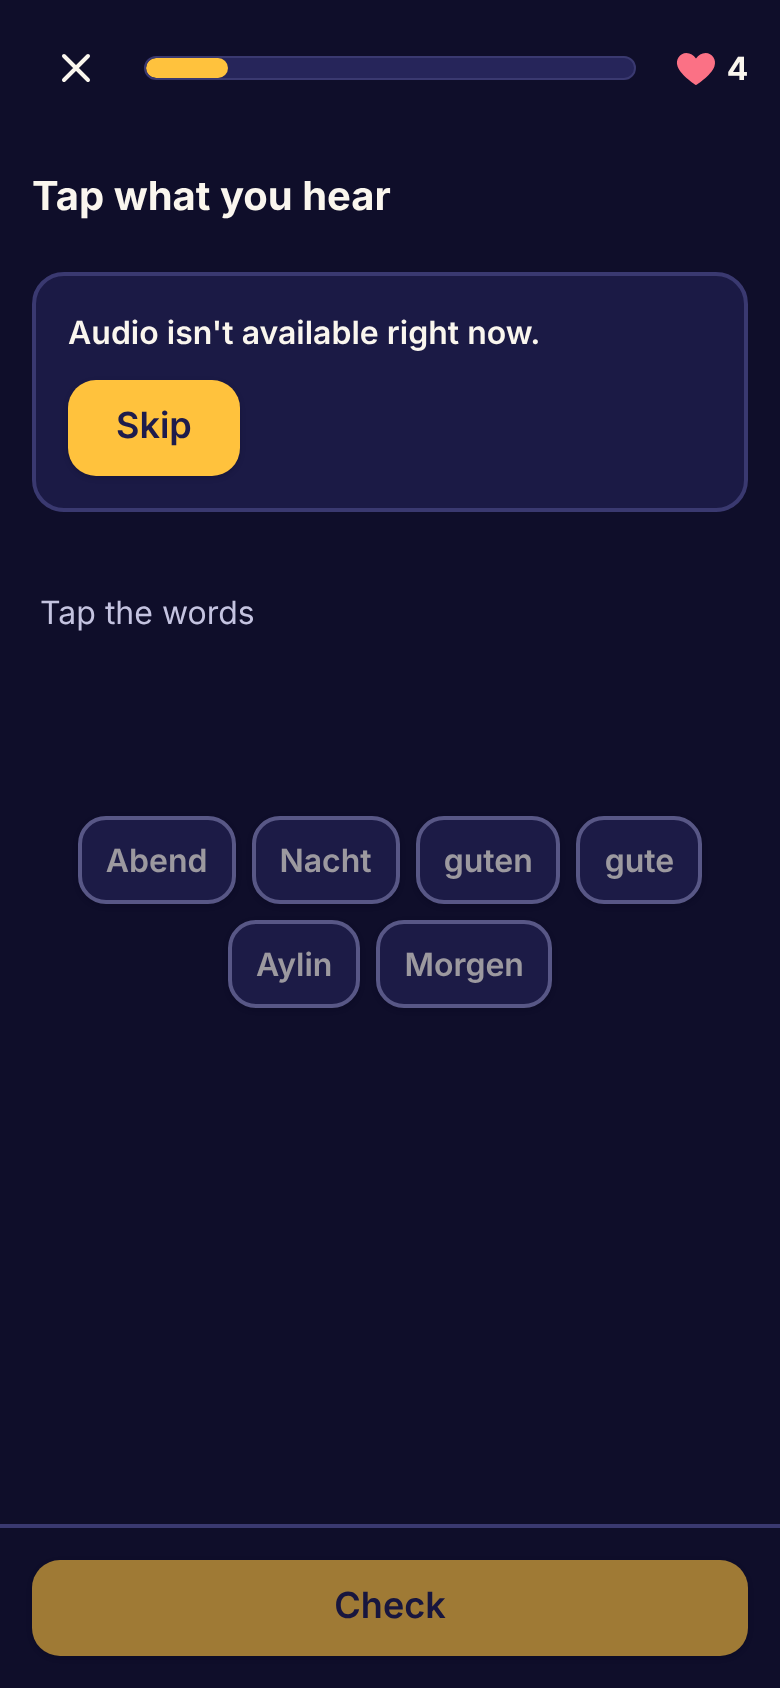 4
Tap what you hear
Audio isn't available right now.
Skip
Tap the words
Abend Nacht guten gute
Aylin Morgen
Check